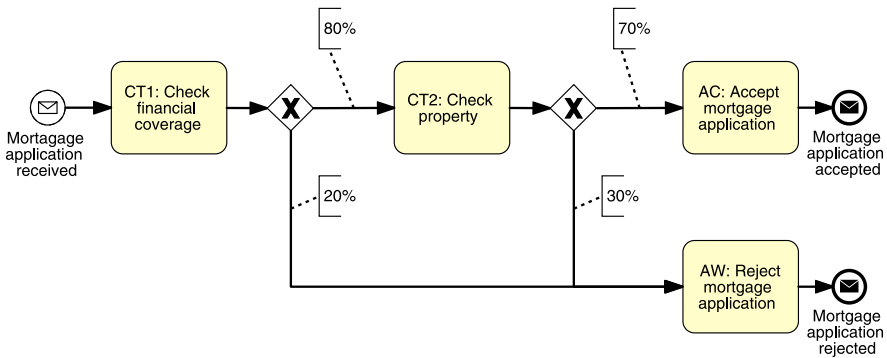 80%
70%
CT1: Check
financial
coverage
X
CT2: Check
property
X
AC: Accept
mortgage
application
Mortagage
application
received
Mortgage
application
accepted
20%
30%
AW: Reject
mortgage
application
Mortgage
application
rejected